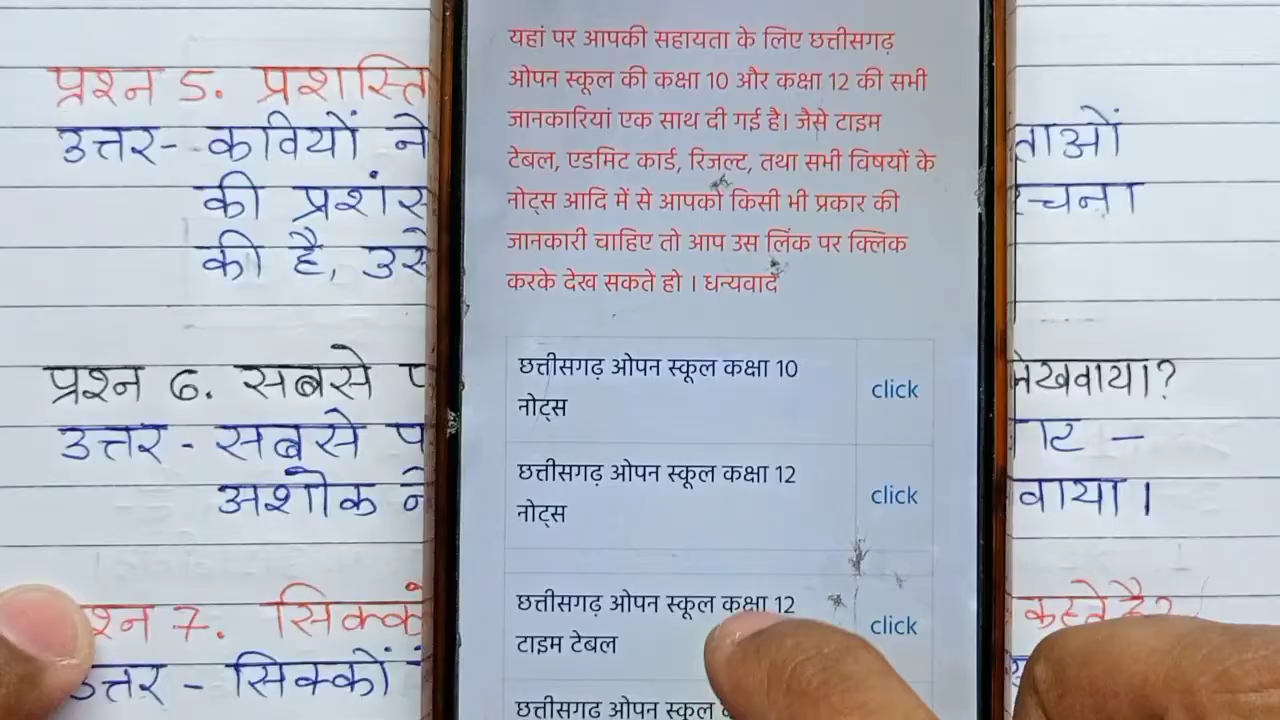 यहां पर आपकी सहायता के लिए छत्तीसगढ़
ओपन स्कूल की कक्षा 10 और कक्षा 12 की सभी
जानकारियां एक साथ दी गई है। जैसे टाइम
टेबल, एडमिट कार्ड, रिजल्ट, तथा सभी विषयों के
नोट्स आदि में से आपको किसी भी प्रकार की
जानकारी चाहिए तो आप उस लिंक पर क्लिक
करके देख सकते हो । धन्यवाद
छत्तीसगढ़ ओपन स्कूल कक्षा 10
नोट्स
click
छत्तीसगढ़ ओपन स्कूल कक्षा 12
नोट्स
click
छत्तीसगढ़ ओपन स्कूल कक्षा 12
टाइम टेबल
click
छत्तीसगढ़ ओपन स्कूल
प्रश्न 5. प्रशस्ति
उत्तर- कवियों ने ताओं
की प्रशंस रचना
की है, उसे
प्रश्न 6. सबसे
उत्तर - सबसे ाट -
अशोक ने वाया।
प्रश्न 7. सिक्कों कहते है?
उत्तर - सिक्कों